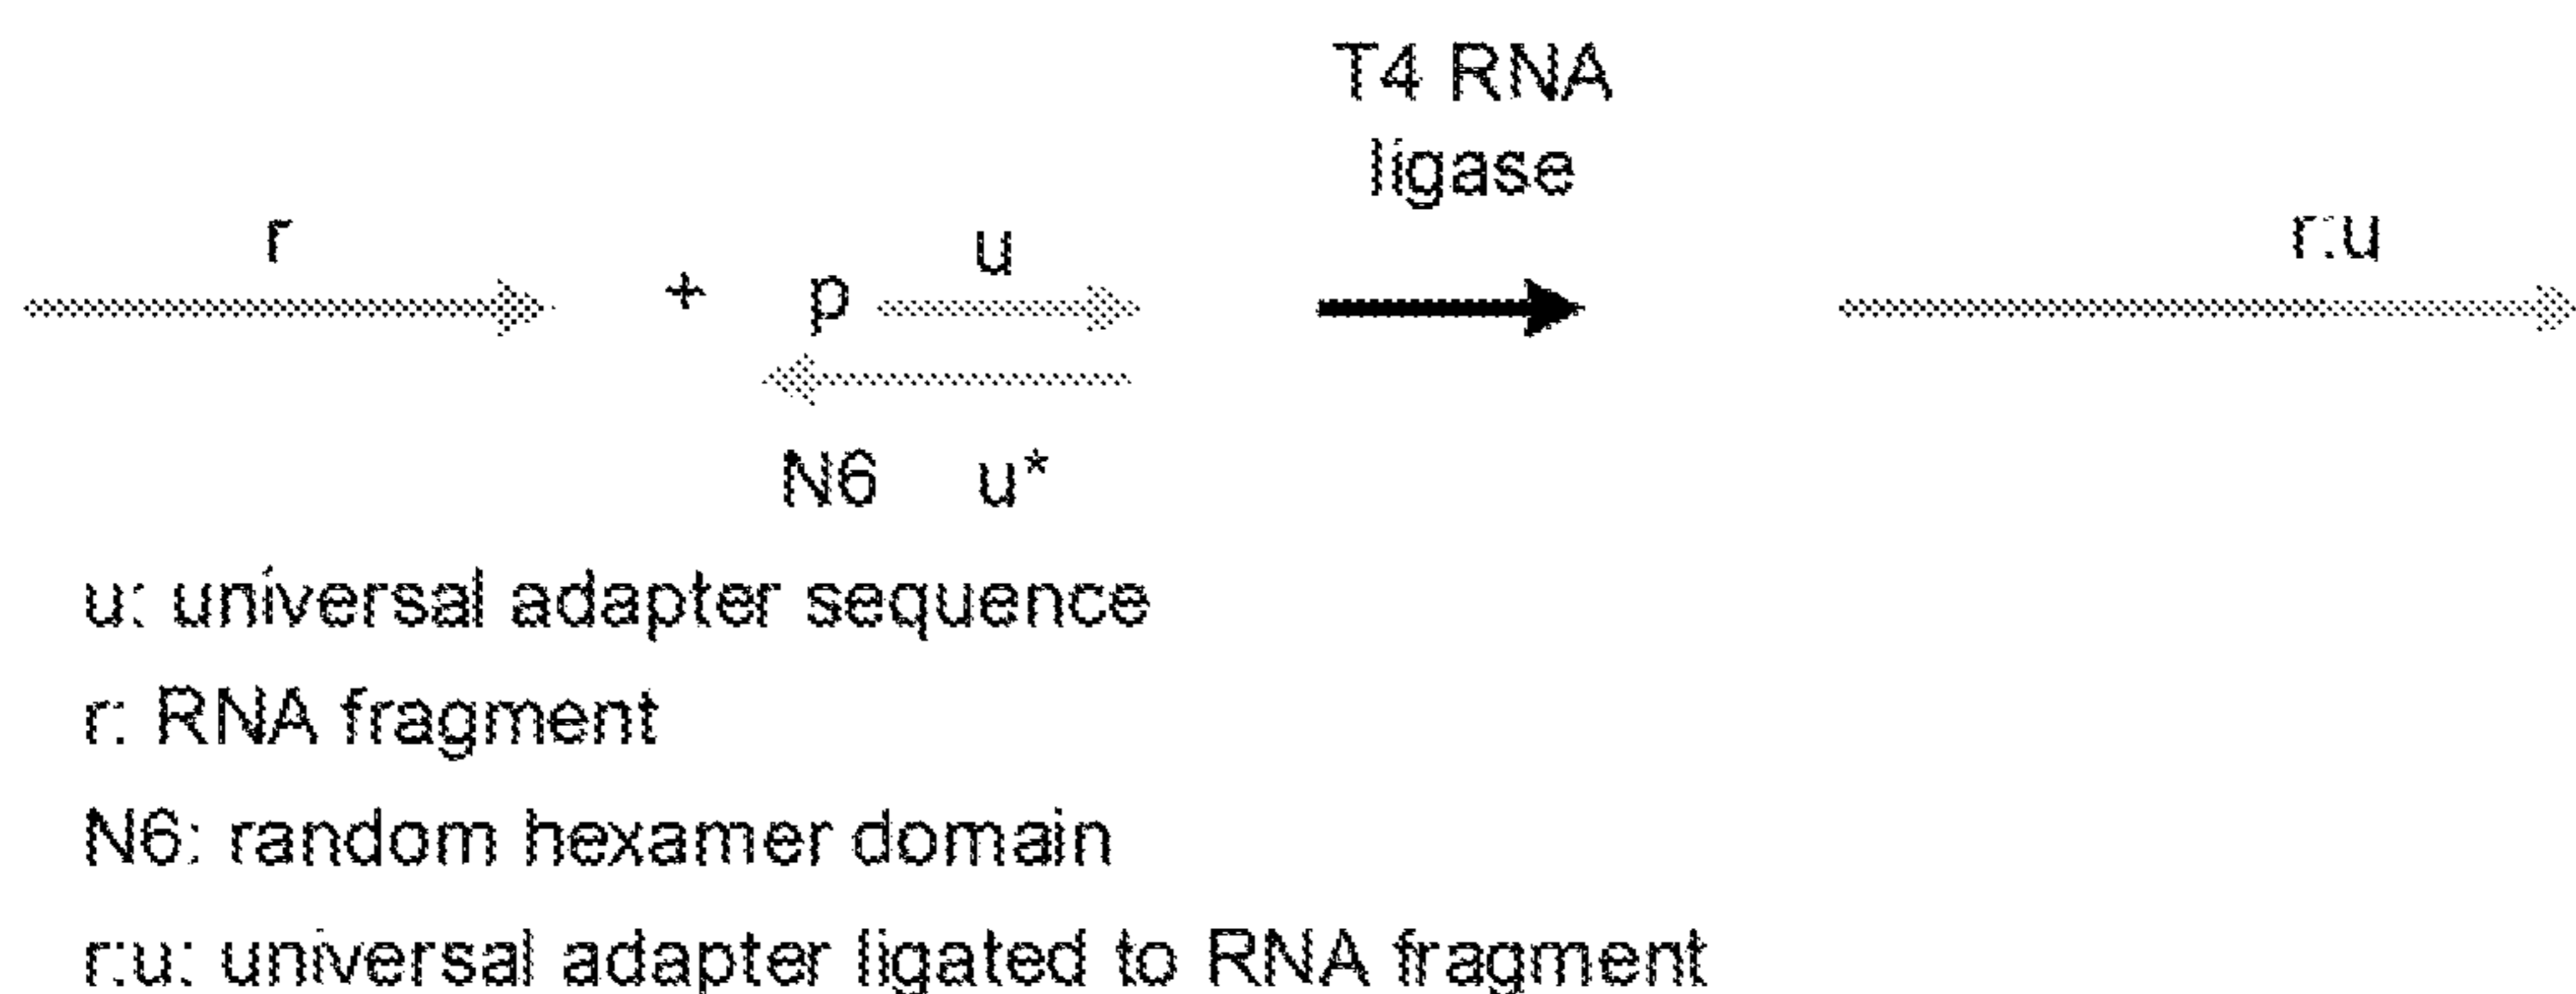 T4 RNA
ligase
r
+
p
u
r:u
N6
u*
u: universal adapter sequence
r: RNA fragment
N6: random hexamer domain
r:u: universal adapter ligated to RNA fragment